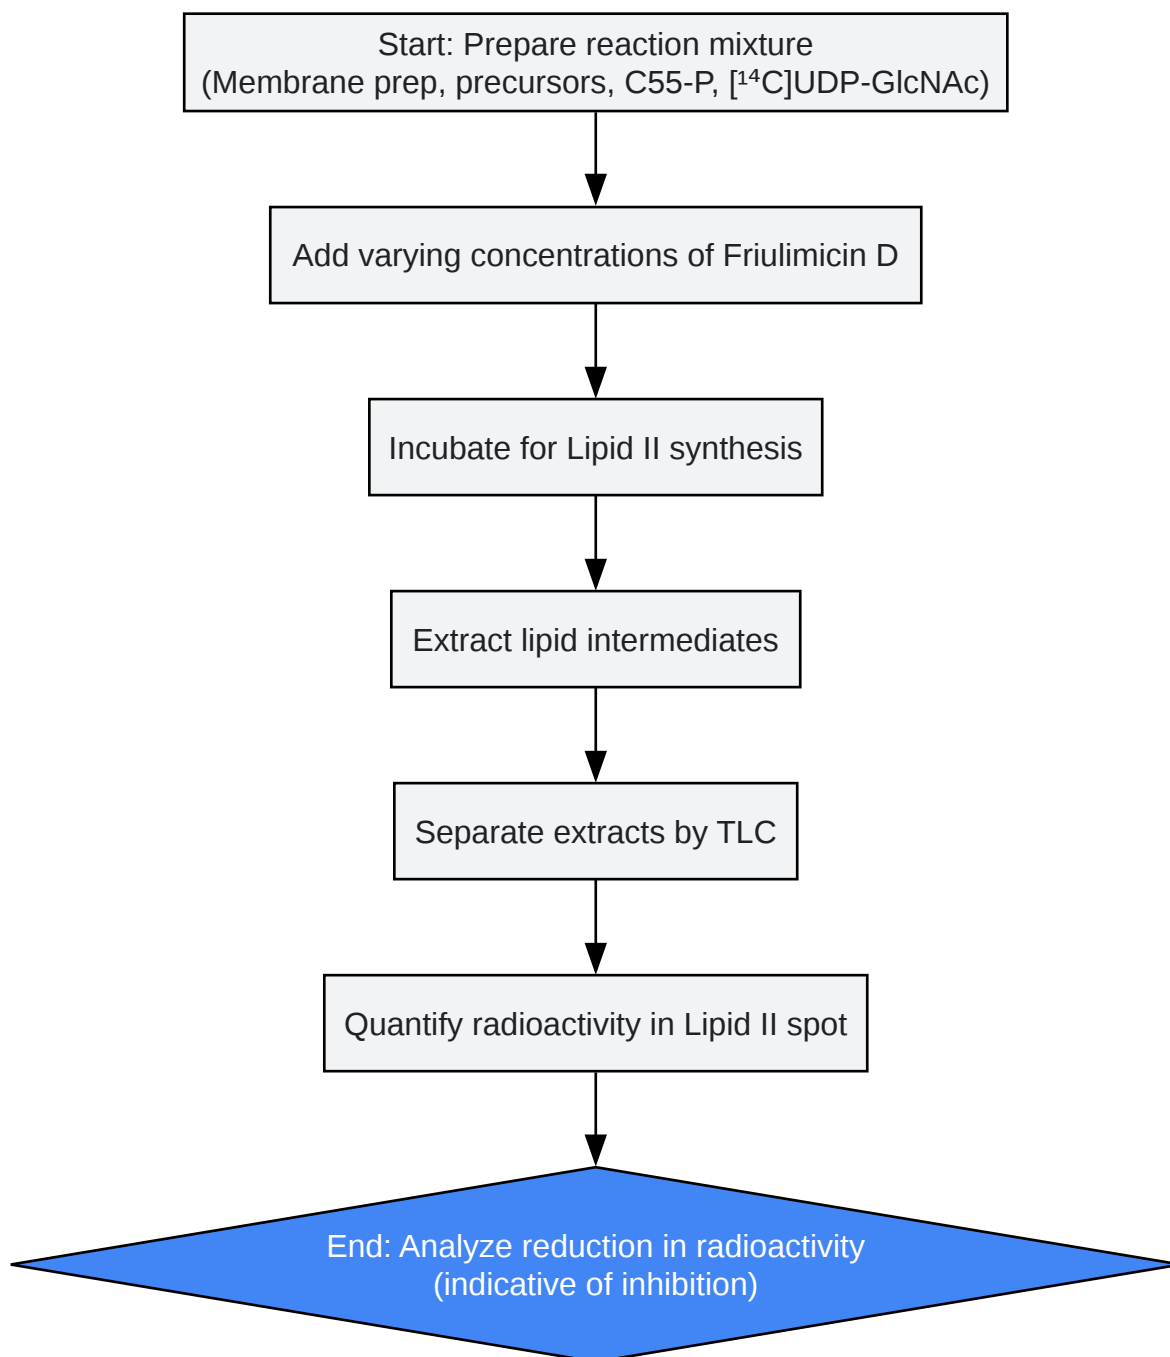 Start: Prepare reaction mixture
(Membrane prep, precursors, C55-P, [¹⁴C]UDP-GlcNAc)
Add varying concentrations of Friulimicin D
Incubate for Lipid II synthesis
Extract lipid intermediates
Separate extracts by TLC
Quantify radioactivity in Lipid II spot
End: Analyze reduction in radioactivity
(indicative of inhibition)